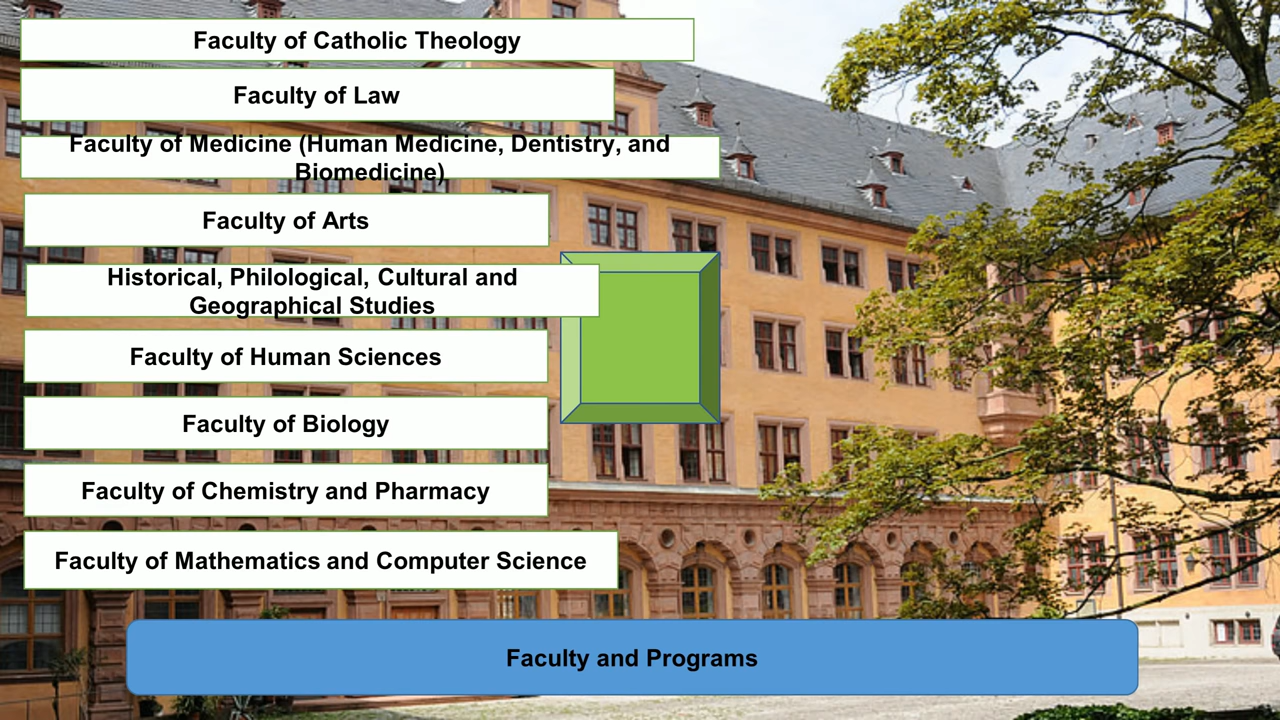 Faculty of Catholic Theology
Faculty of Law
Faculty of Medicine (Human Medicine, Dentistry, and
Biomedicine)
Faculty of Arts
Historical, Philological, Cultural and
Geographical Studies
Faculty of Human Sciences
Faculty of Biology
Faculty of Chemistry and Pharmacy
Faculty of Mathematics and Computer Science
Faculty and Programs